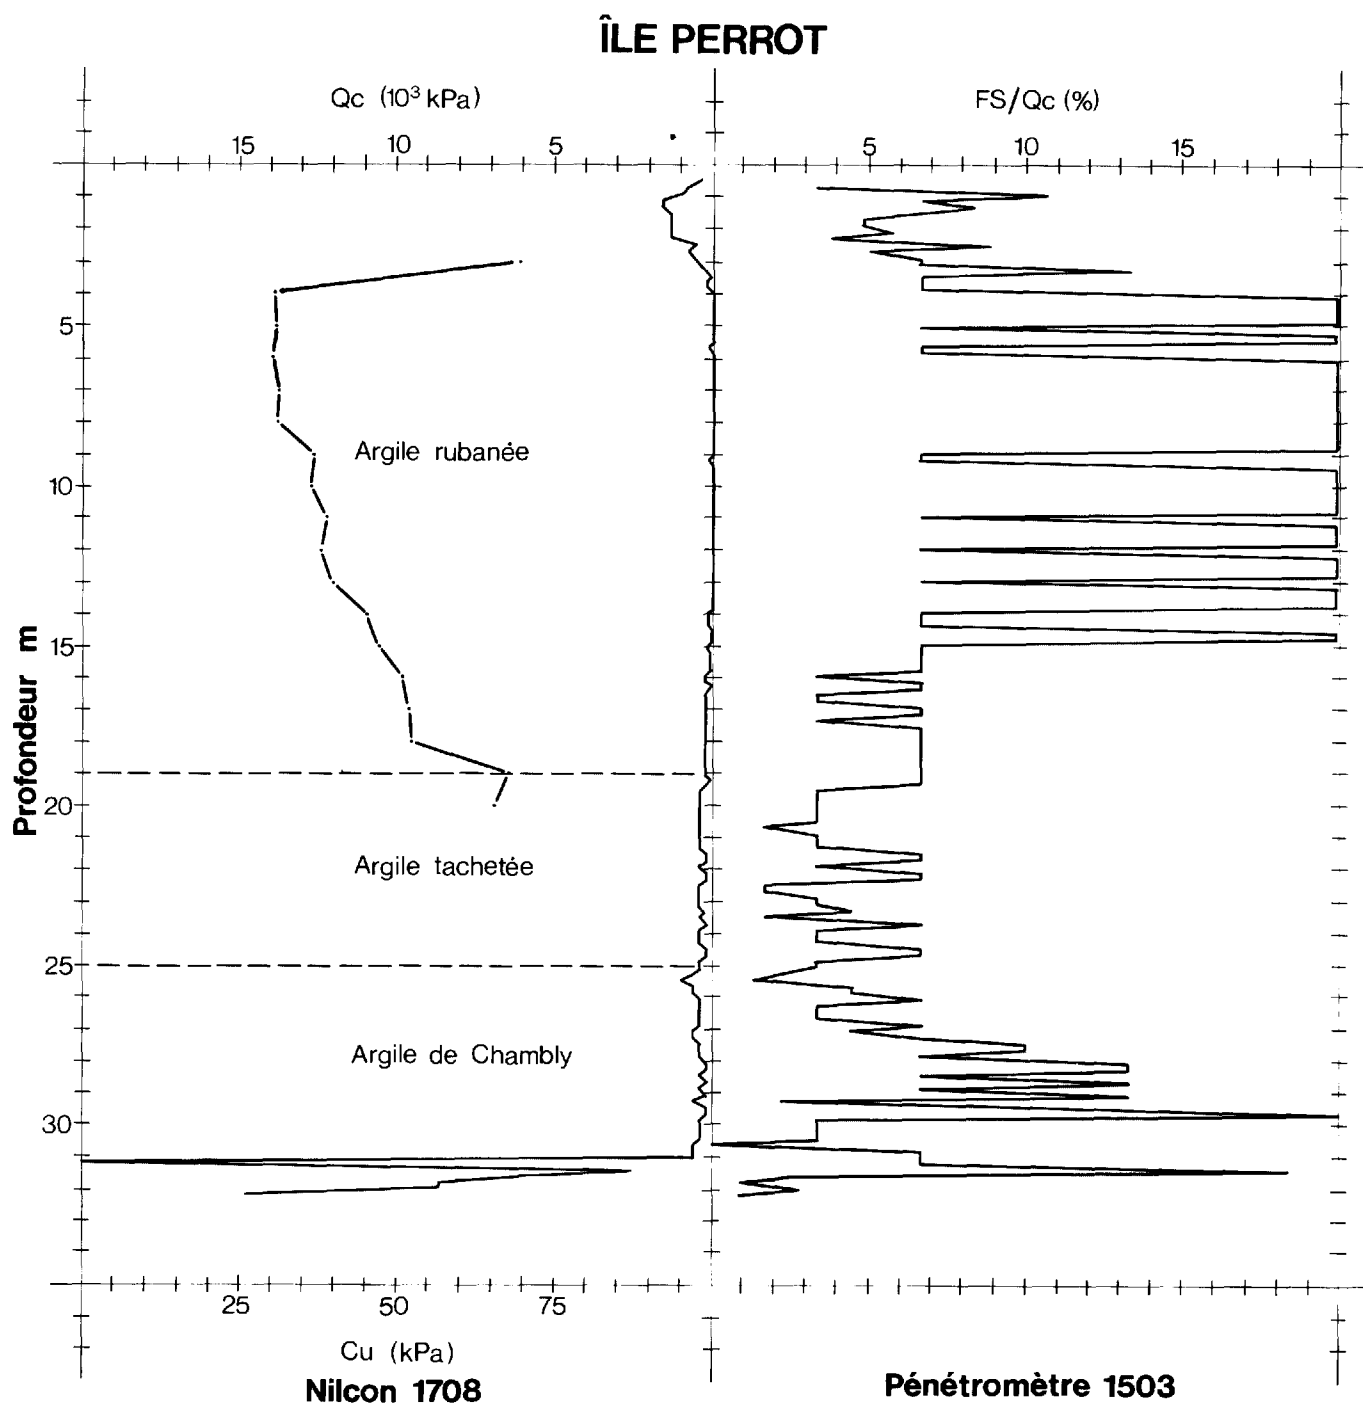 ÎLE PERROT
Qc (10³ kPa)
FS/Qc (%)
15 10 5
5 10 15
5
Argile rubanée
10
15
Profondeur m
20
Argile tachetée
25
Argile de Chambly
30
25 50 75
Cu (kPa)
Nilcon 1708
Pénétromètre 1503